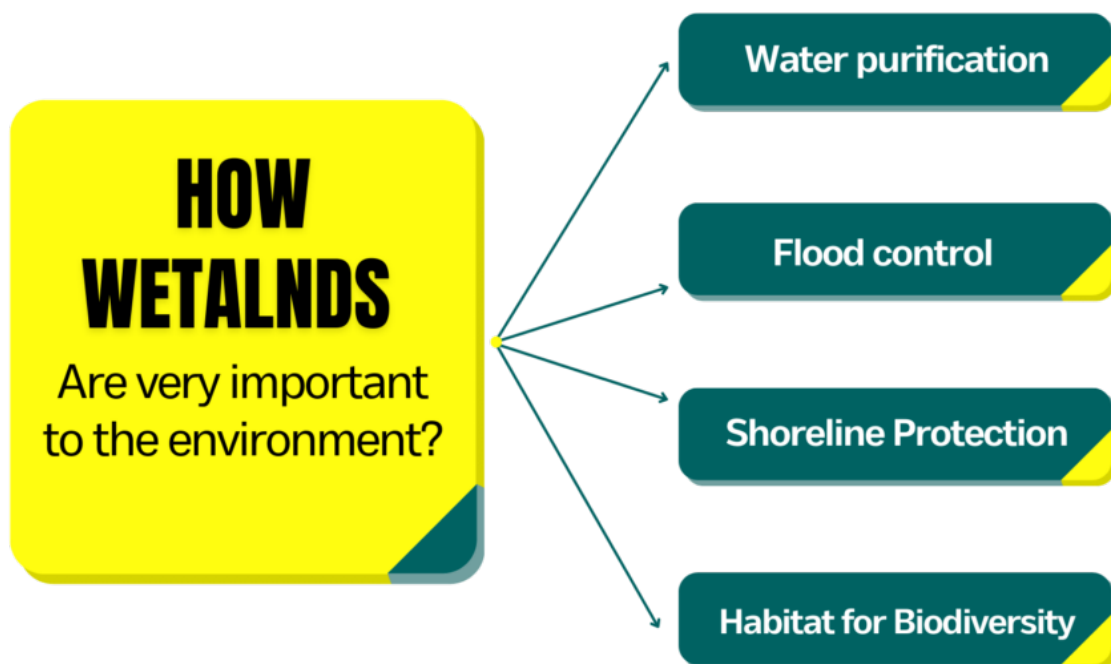 HOW
WETALNDS
Are very important
to the environment?
Water purification
Flood control
Shoreline Protection
Habitat for Biodiversity